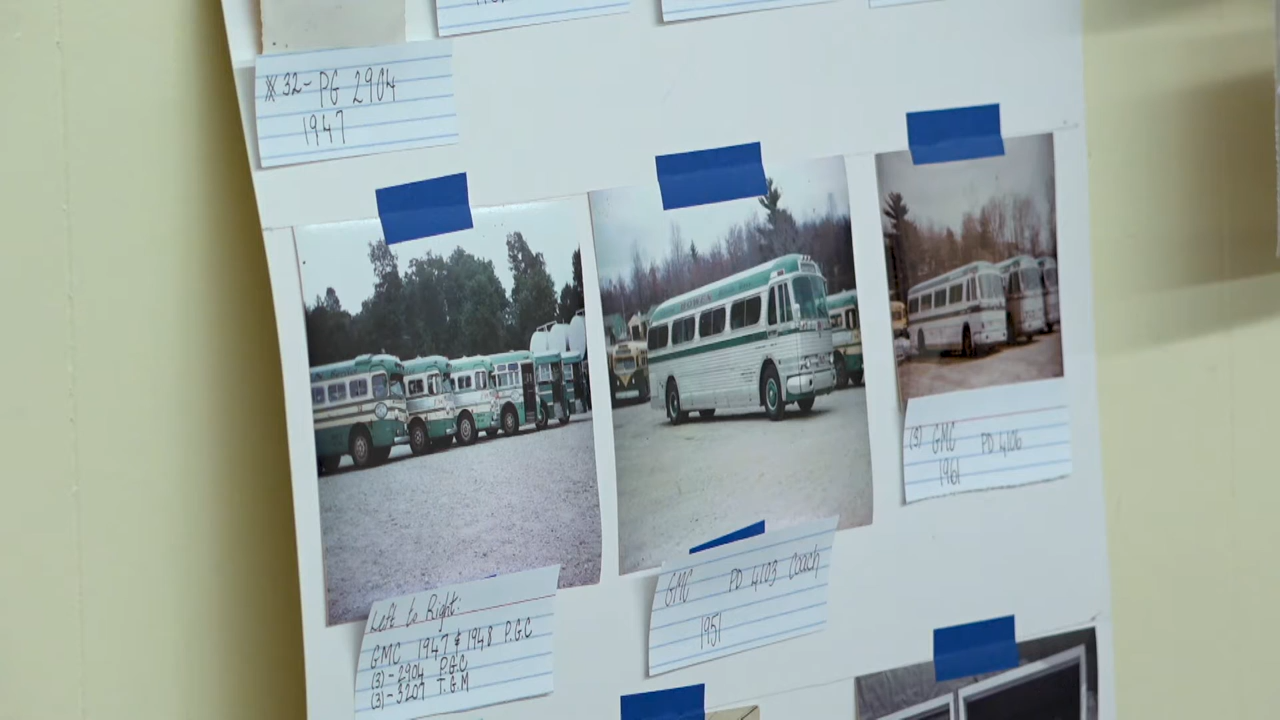 ※32- PG 2904
1947
Left to Right:
GMC 1947 & 1948 P.G.C
(3)-2904 P.G.C
(3)-3207 T.G.M
GMC PD 4103 Coach
1951
(3) GMC PD 4106
1961